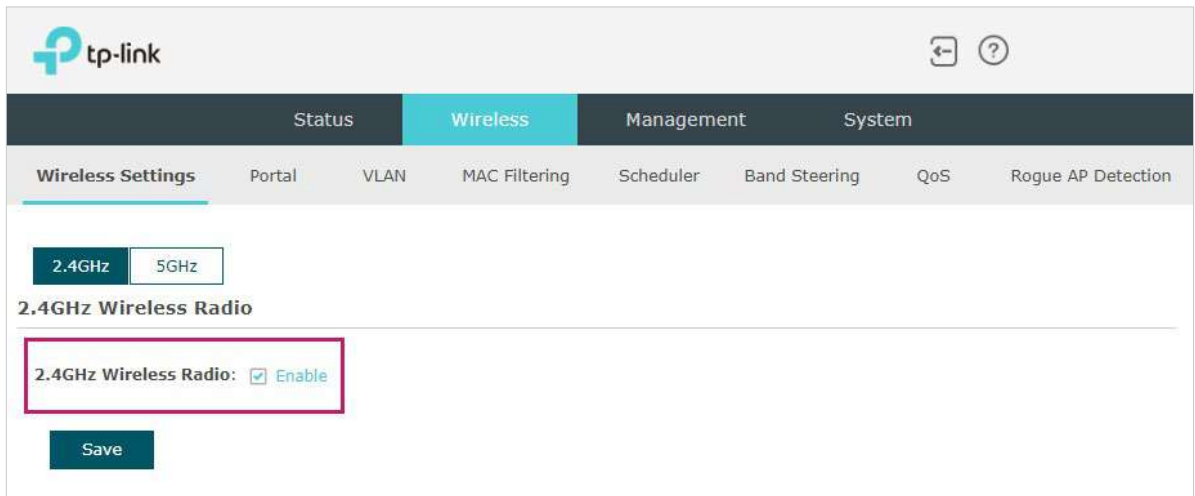 tp-link
?
Status Wireless Management System
Wireless Settings Portal VLAN MAC Filtering Scheduler Band Steering QoS Rogue AP Detection
2.4GHz 5GHz
2.4GHz Wireless Radio
2.4GHz Wireless Radio: Enable
Save